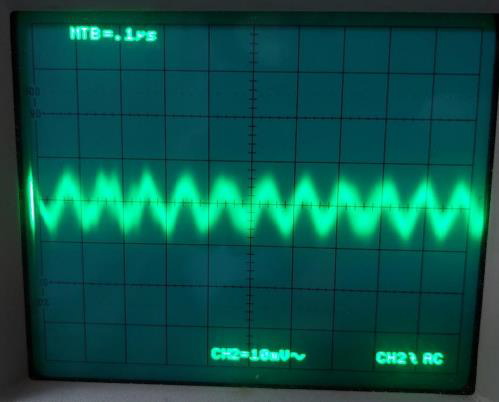 MTB=.1µs
CH2=10mV~
CH2 AC